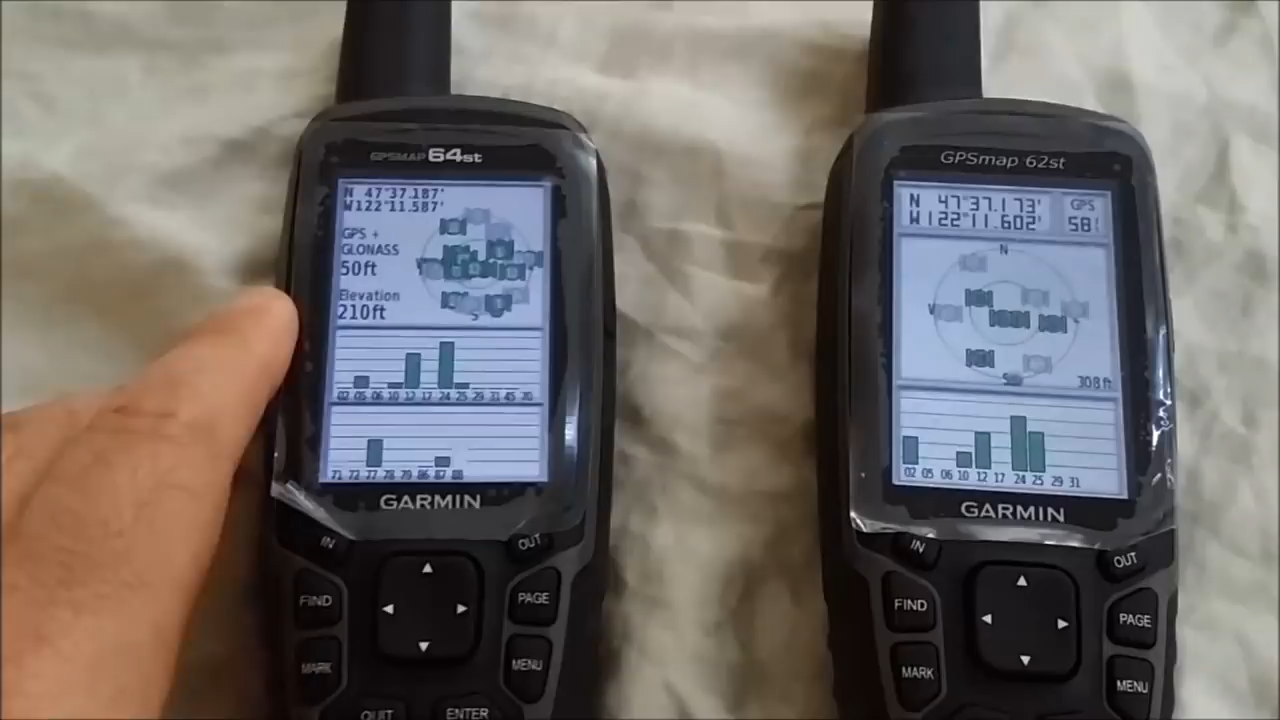 GPSMAP 64st
N 47°37.187'
W122°11.587'
GPS +
GLONASS
50ft
Elevation
210ft
S
02 05 06 10 12 17 24 25 29 31 45 70
71 72 77 78 79 86 87 88
GARMIN
IN
OUT
FIND
PAGE
MARK
MENU
QUIT
ENTER
GPSmap 62st
N 47°37.173'
W122°11.602'
GPS
58'
N
W
308ft
02 05 06 10 12 17 24 25 29 31
GARMIN
IN
OUT
FIND
PAGE
MARK
MENU